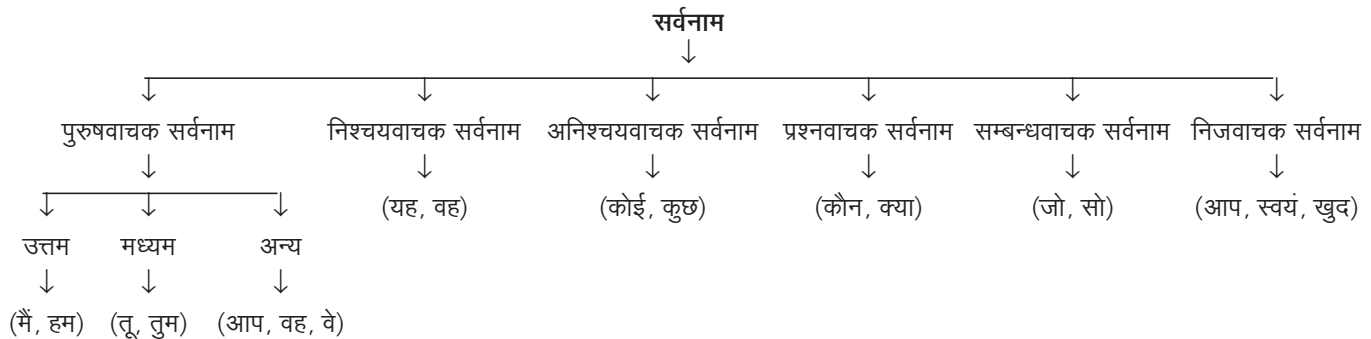 सर्वनाम
पुरुषवाचक सर्वनाम निश्चयवाचक सर्वनाम अनिश्चयवाचक सर्वनाम प्रश्नवाचक सर्वनाम सम्बन्धवाचक सर्वनाम निजवाचक सर्वनाम
(यह, वह) (कोई, कुछ) (कौन, क्या) (जो, सो) (आप, स्वयं, खुद)
उत्तम मध्यम अन्य
(मैं, हम) (तू, तुम) (आप, वह, वे)